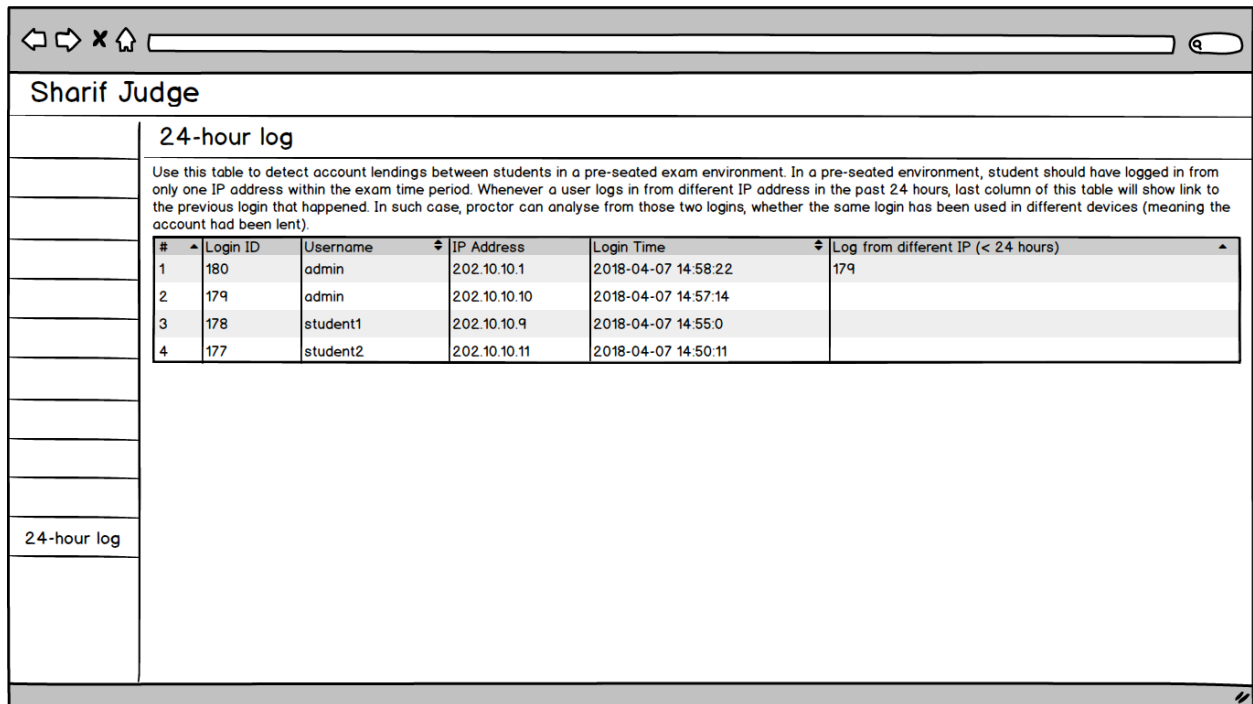 Sharif Judge
24-hour log
Use this table to detect account lendings between students in a pre-seated exam environment. In a pre-seated environment, student should have logged in from
only one IP address within the exam time period. Whenever a user logs in from different IP address in the past 24 hours, last column of this table will show link to
the previous login that happened. In such case, proctor can analyse from those two logins, whether the same login has been used in different devices (meaning the
account had been lent).
# Login ID Username IP Address Login Time Log from different IP (< 24 hours)
1 180 admin 202.10.10.1 2018-04-07 14:58:22 179
2 179 admin 202.10.10.10 2018-04-07 14:57:14
3 178 student1 202.10.10.9 2018-04-07 14:55:0
4 177 student2 202.10.10.11 2018-04-07 14:50:11
24-hour log